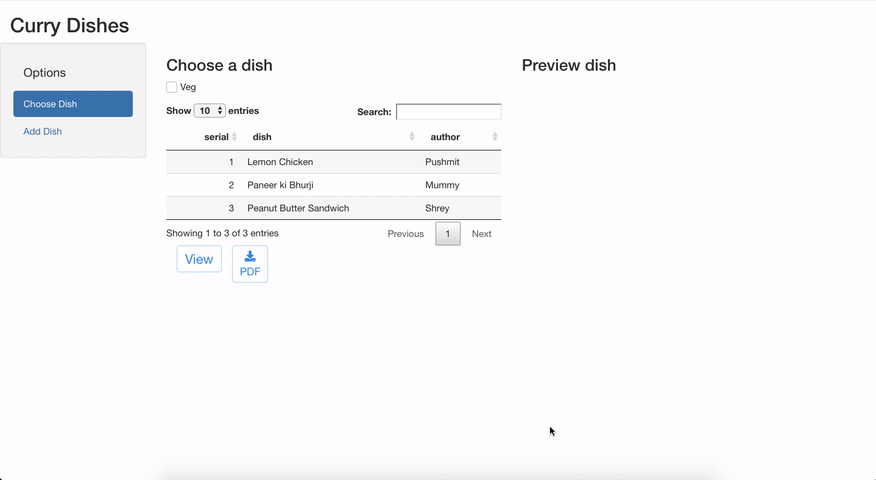 Curry Dishes
Options
Choose Dish
Add Dish
Choose a dish
Veg
Show 10 entries
Search:
serial dish author
1 Lemon Chicken Pushmit
2 Paneer ki Bhurji Mummy
3 Peanut Butter Sandwich Shrey
Showing 1 to 3 of 3 entries
Previous 1 Next
View
PDF
Preview dish